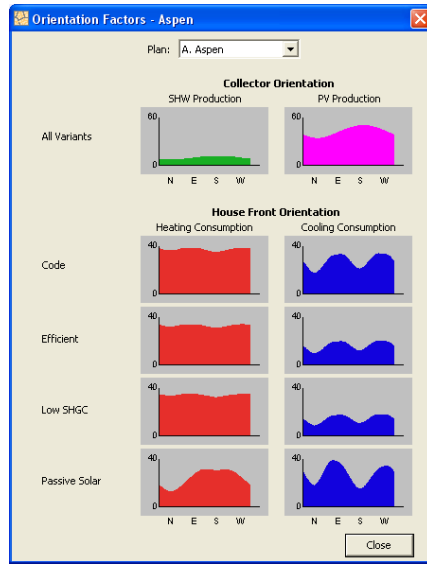 Orientation Factors - Aspen
Plan: A. Aspen
Collector Orientation
SHW Production PV Production
All Variants
60 60
0 0
N E S W N E S W
House Front Orientation
Heating Consumption Cooling Consumption
Code
40 40
0 0
Efficient
40 40
0 0
Low SHGC
40 40
0 0
Passive Solar
40 40
0 0
N E S W N E S W
Close